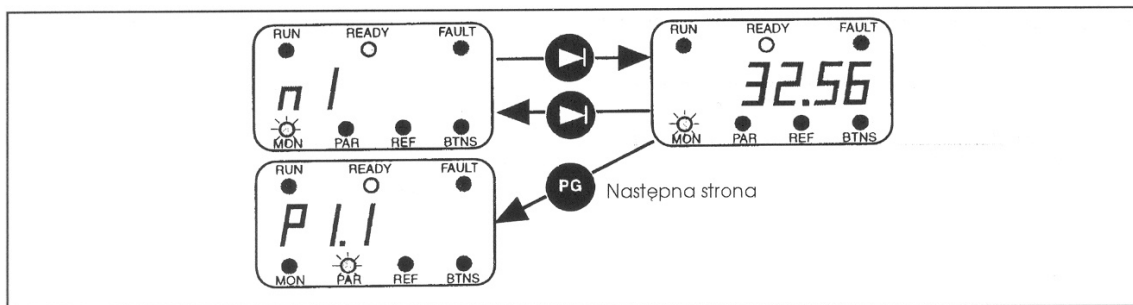 RUN READY FAULT
n 1
MON PAR REF BTNS
RUN READY FAULT
32.56
MON PAR REF BTNS
PG Następna strona
RUN READY FAULT
P1.1
MON PAR REF BTNS